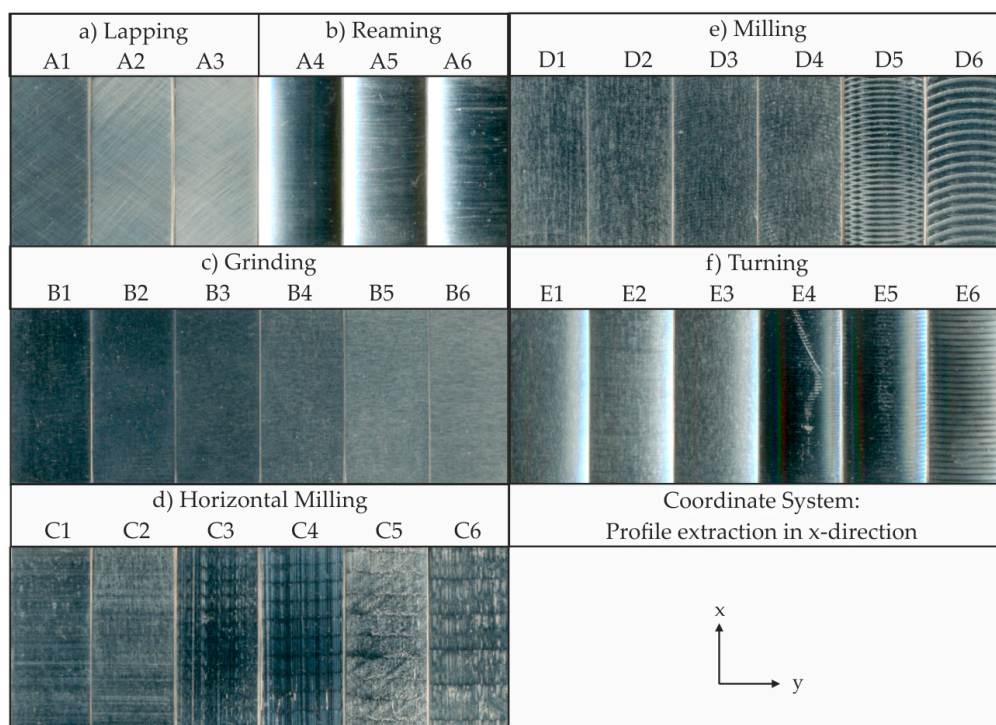 a) Lapping
A1 A2 A3
b) Reaming
A4 A5 A6
e) Milling
D1 D2 D3 D4 D5 D6
c) Grinding
B1 B2 B3 B4 B5 B6
f) Turning
E1 E2 E3 E4 E5 E6
d) Horizontal Milling
C1 C2 C3 C4 C5 C6
Coordinate System:
Profile extraction in x-direction
x
y